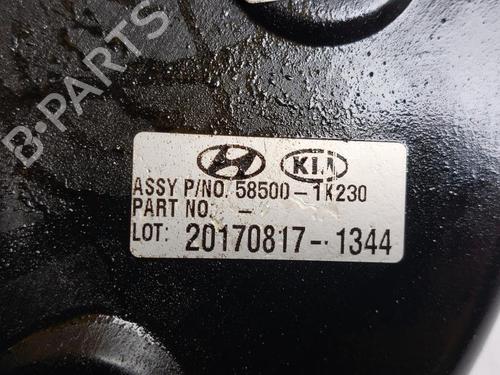 B-PARTS
KIA
ASSY P/NO. 58500-1K230
PART NO. -
LOT: 20170817-1344